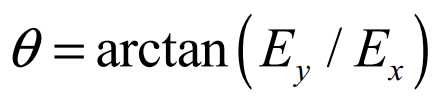 θ = arctan(E_y / E_x)